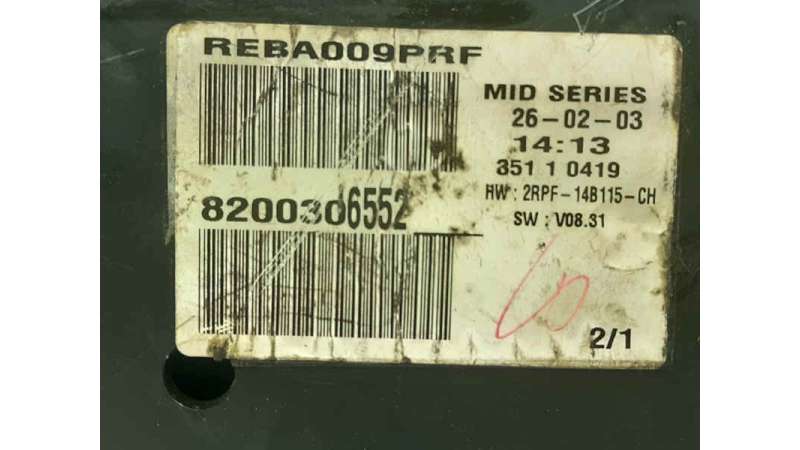 REBA009PRF
MID SERIES
26-02-03
14:13
351 1 0419
HW : 2RPF-14B115-CH
8200306552
SW : V08.31
2/1